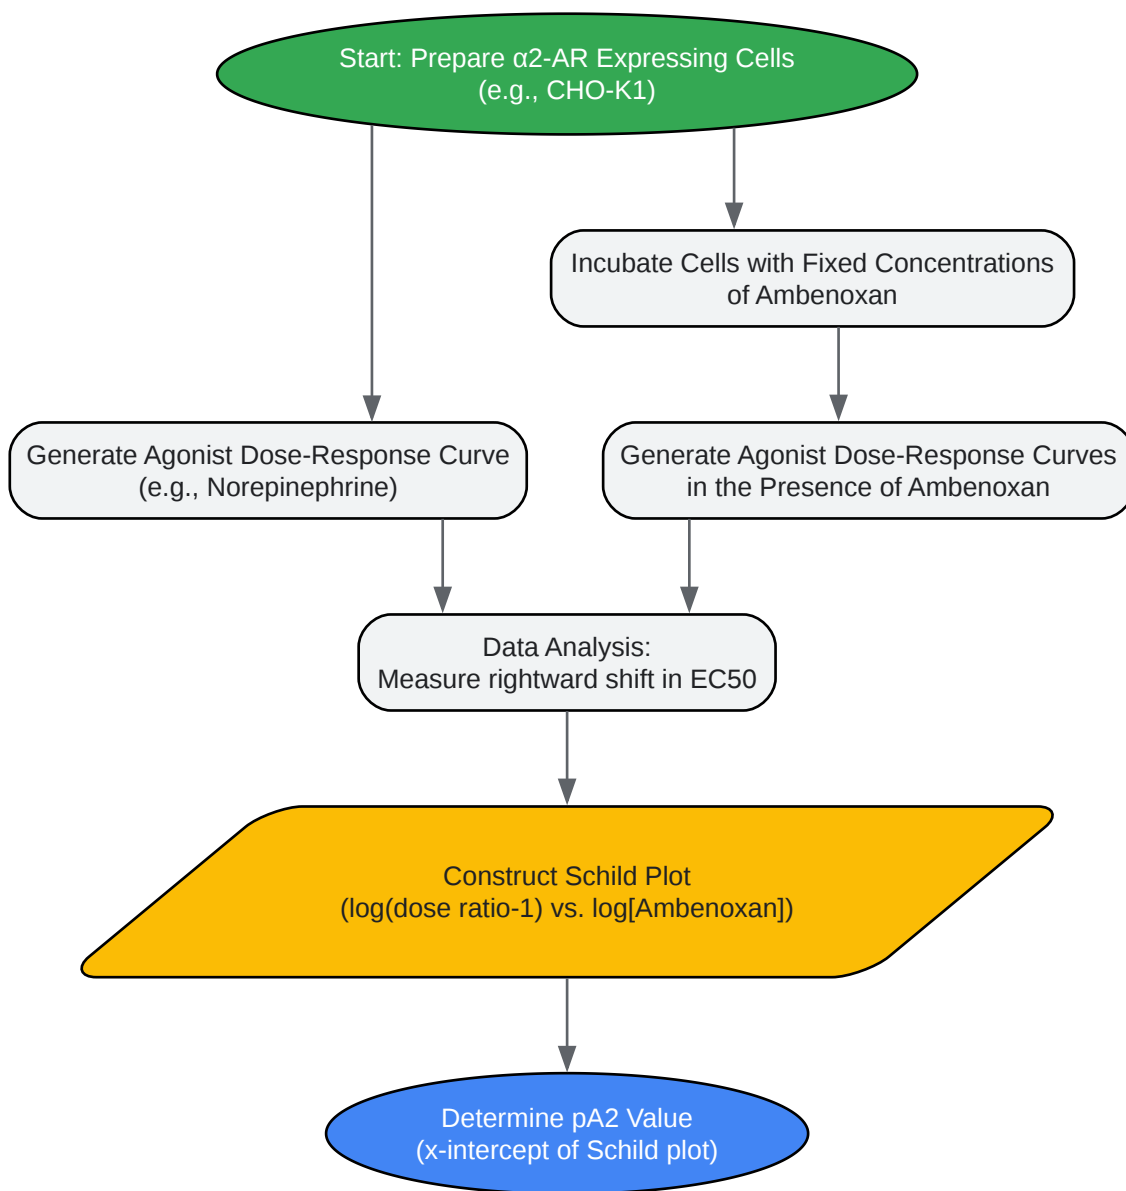 Start: Prepare α2-AR Expressing Cells
(e.g., CHO-K1)
Incubate Cells with Fixed Concentrations
of Ambenoxan
Generate Agonist Dose-Response Curve
(e.g., Norepinephrine)
Generate Agonist Dose-Response Curves
in the Presence of Ambenoxan
Data Analysis:
Measure rightward shift in EC50
Construct Schild Plot
(log(dose ratio-1) vs. log[Ambenoxan])
Determine pA2 Value
(x-intercept of Schild plot)